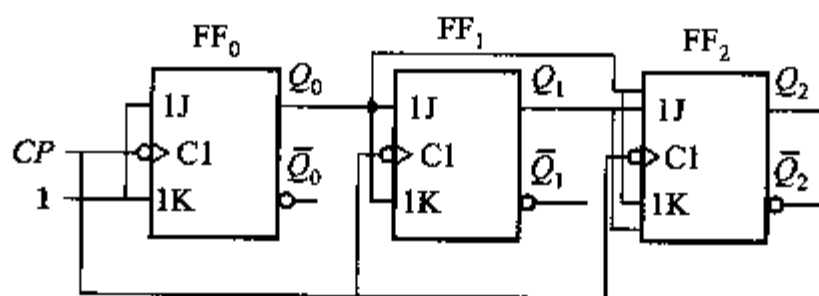 FF₀ FF₁ FF₂
Q₀ Q₁ Q₂
1J 1J 1J
CP C1 C1 C1
Q̄₀ Q̄₁ Q̄₂
1 1K 1K 1K